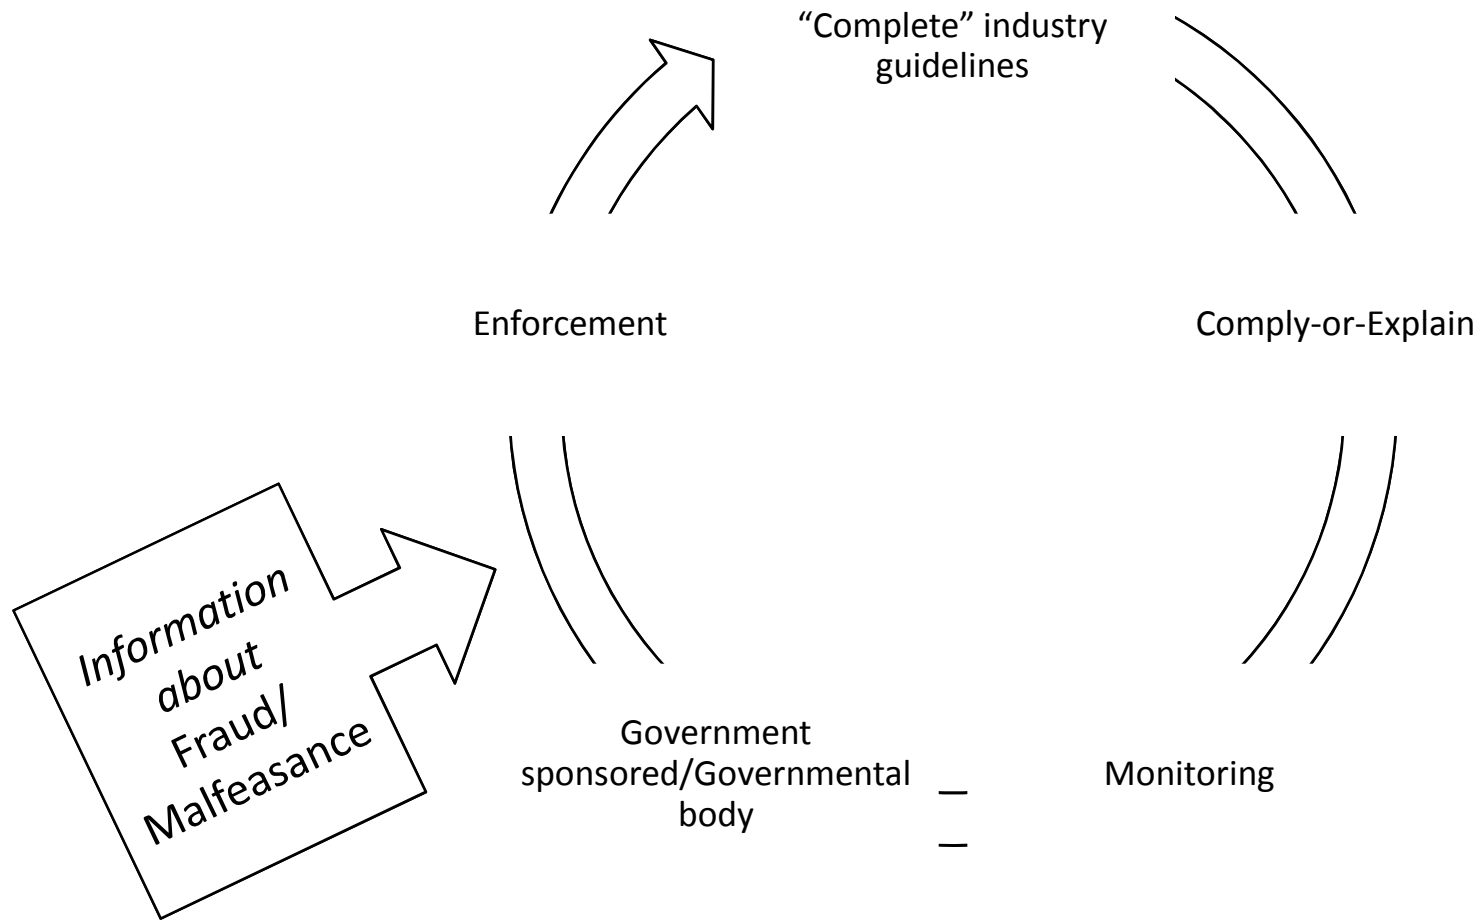 “Complete” industry
guidelines
Enforcement
Comply-or-Explain
Information
about
Fraud/
Malfeasance
Government
sponsored/Governmental
body
Monitoring